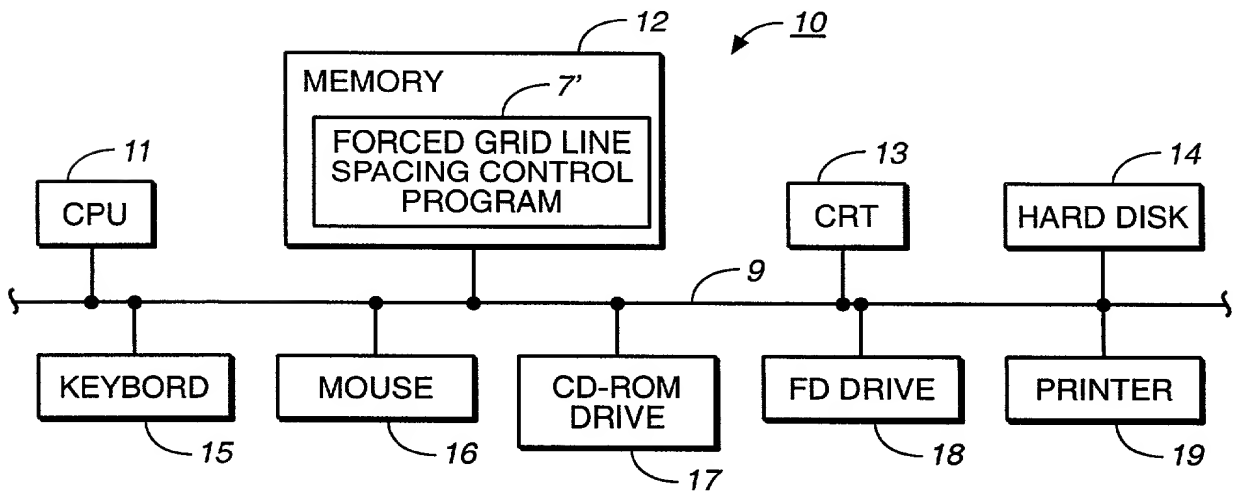 12
10
MEMORY
7'
FORCED GRID LINE
SPACING CONTROL
PROGRAM
11
CPU
13
CRT
14
HARD DISK
9
KEYBORD
15
MOUSE
16
CD-ROM
DRIVE
17
FD DRIVE
18
PRINTER
19